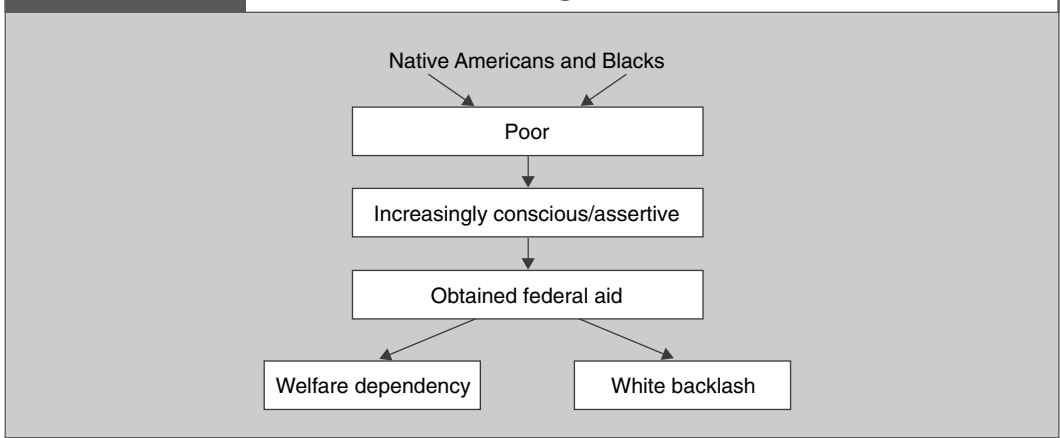 Native Americans and Blacks
Poor
Increasingly conscious/assertive
Obtained federal aid
Welfare dependency
White backlash